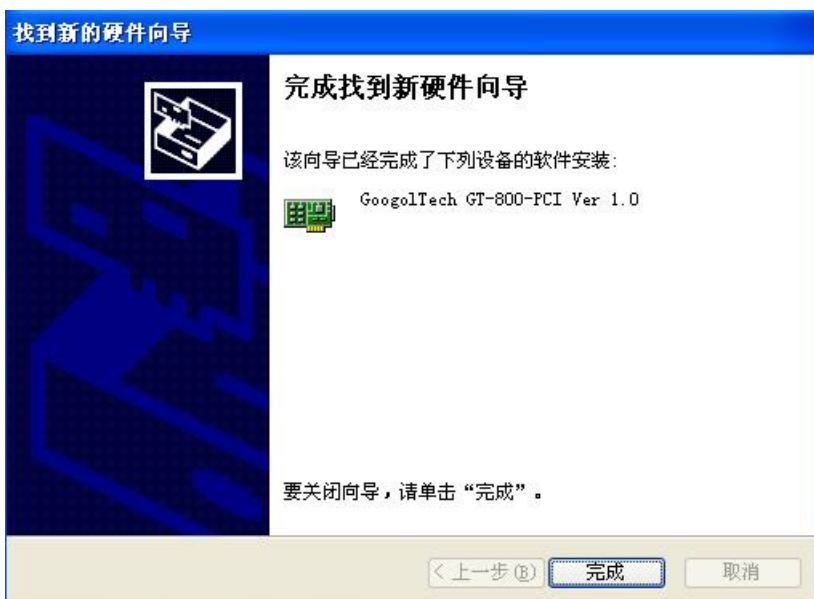 找到新的硬件向导
完成找到新硬件向导
该向导已经完成了下列设备的软件安装:
GoogolTech GT-800-PCI Ver 1.0
要关闭向导，请单击“完成”。
< 上一步(B)
完成
取消